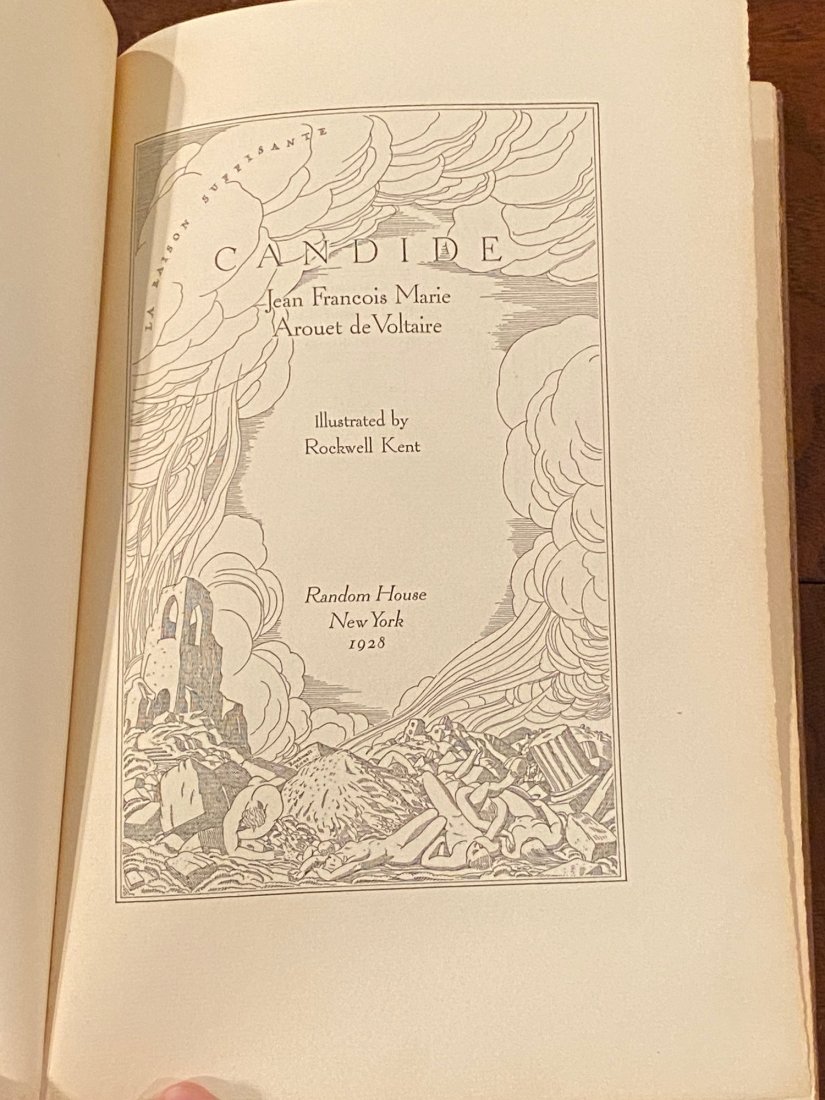 LA RAISON SUFFISANTE
CANDIDE
Jean Francois Marie
Arouet de Voltaire
Illustrated by
Rockwell Kent
Random House
New York
1928